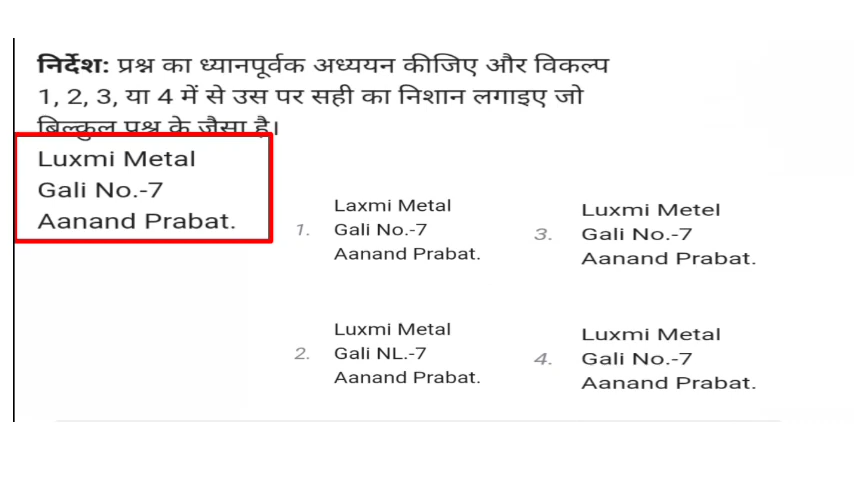 निर्देश: प्रश्न का ध्यानपूर्वक अध्ययन कीजिए और विकल्प
1, 2, 3, या 4 में से उस पर सही का निशान लगाइए जो
बिल्कुल प्रश्न के जैसा है।
Luxmi Metal
Gali No.-7
Aanand Prabat.
1.
Laxmi Metal
Gali No.-7
Aanand Prabat.
2.
Luxmi Metal
Gali NL.-7
Aanand Prabat.
3.
Luxmi Metel
Gali No.-7
Aanand Prabat.
4.
Luxmi Metal
Gali No.-7
Aanand Prabat.